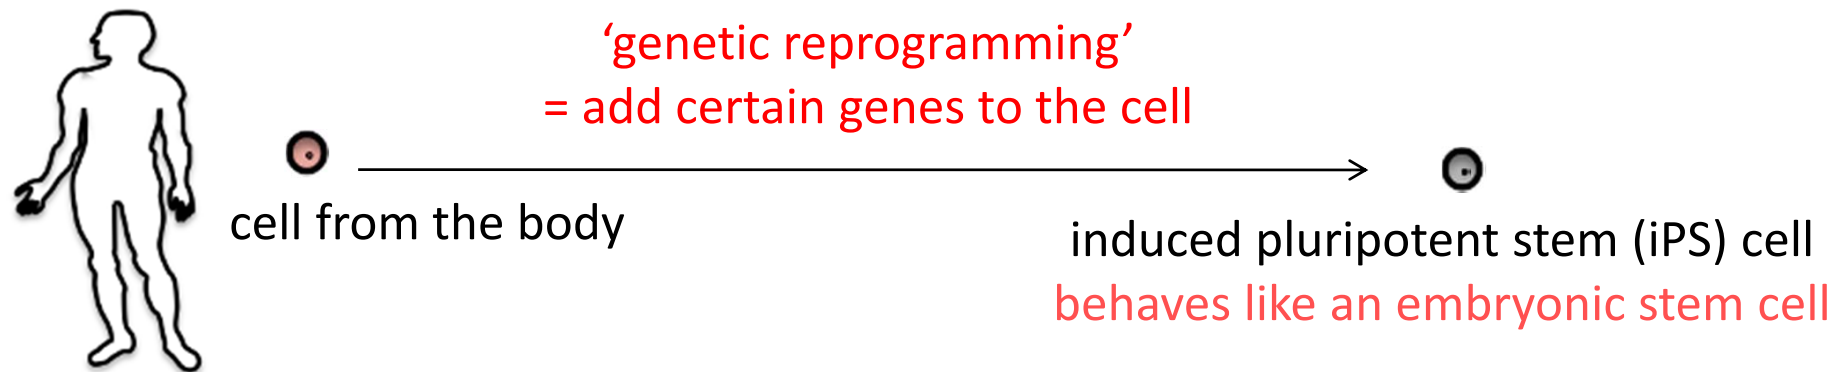 ‘genetic reprogramming’
= add certain genes to the cell
cell from the body
induced pluripotent stem (iPS) cell
behaves like an embryonic stem cell